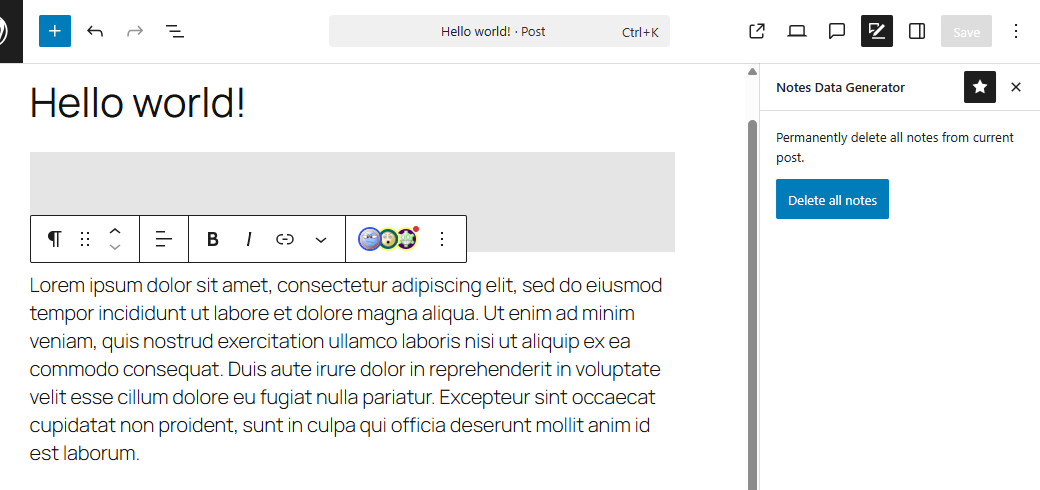 Hello world! · Post
Ctrl+K
Save
Hello world!
B I
Lorem ipsum dolor sit amet, consectetur adipiscing elit, sed do eiusmod
tempor incididunt ut labore et dolore magna aliqua. Ut enim ad minim
veniam, quis nostrud exercitation ullamco laboris nisi ut aliquip ex ea
commodo consequat. Duis aute irure dolor in reprehenderit in voluptate
velit esse cillum dolore eu fugiat nulla pariatur. Excepteur sint occaecat
cupidatat non proident, sunt in culpa qui officia deserunt mollit anim id
est laborum.
Notes Data Generator
Permanently delete all notes from current
post.
Delete all notes